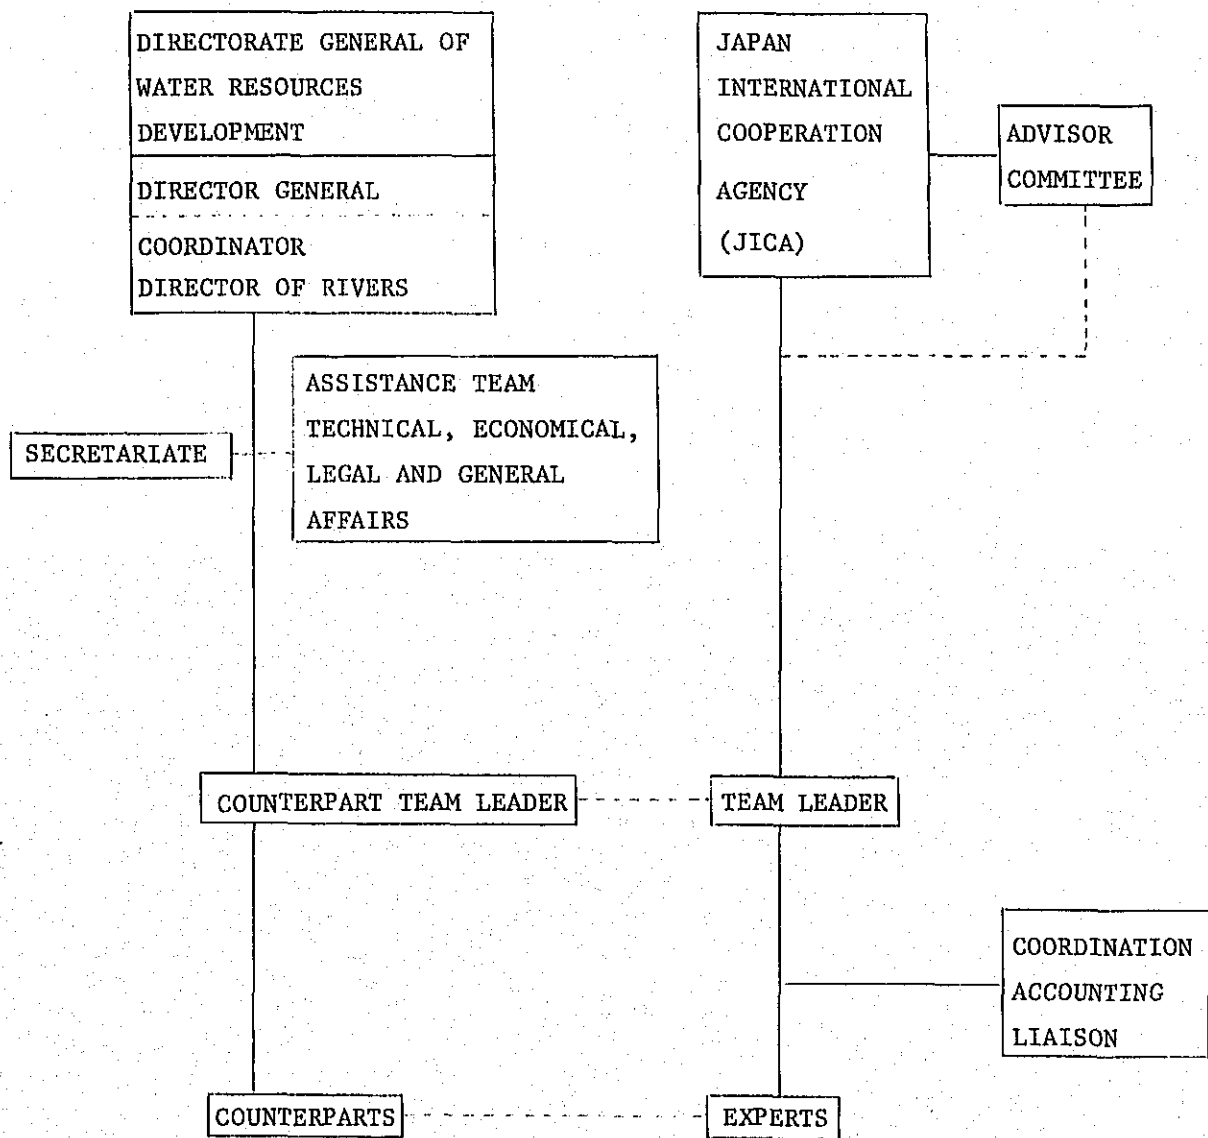 DIRECTORATE GENERAL OF
WATER RESOURCES
DEVELOPMENT
DIRECTOR GENERAL
COORDINATOR
DIRECTOR OF RIVERS
JAPAN
INTERNATIONAL
COOPERATION
AGENCY
(JICA)
ADVISOR
COMMITTEE
SECRETARIATE
ASSISTANCE TEAM
TECHNICAL, ECONOMICAL,
LEGAL AND GENERAL
AFFAIRS
COUNTERPART TEAM LEADER
TEAM LEADER
COORDINATION
ACCOUNTING
LIAISON
COUNTERPARTS
EXPERTS